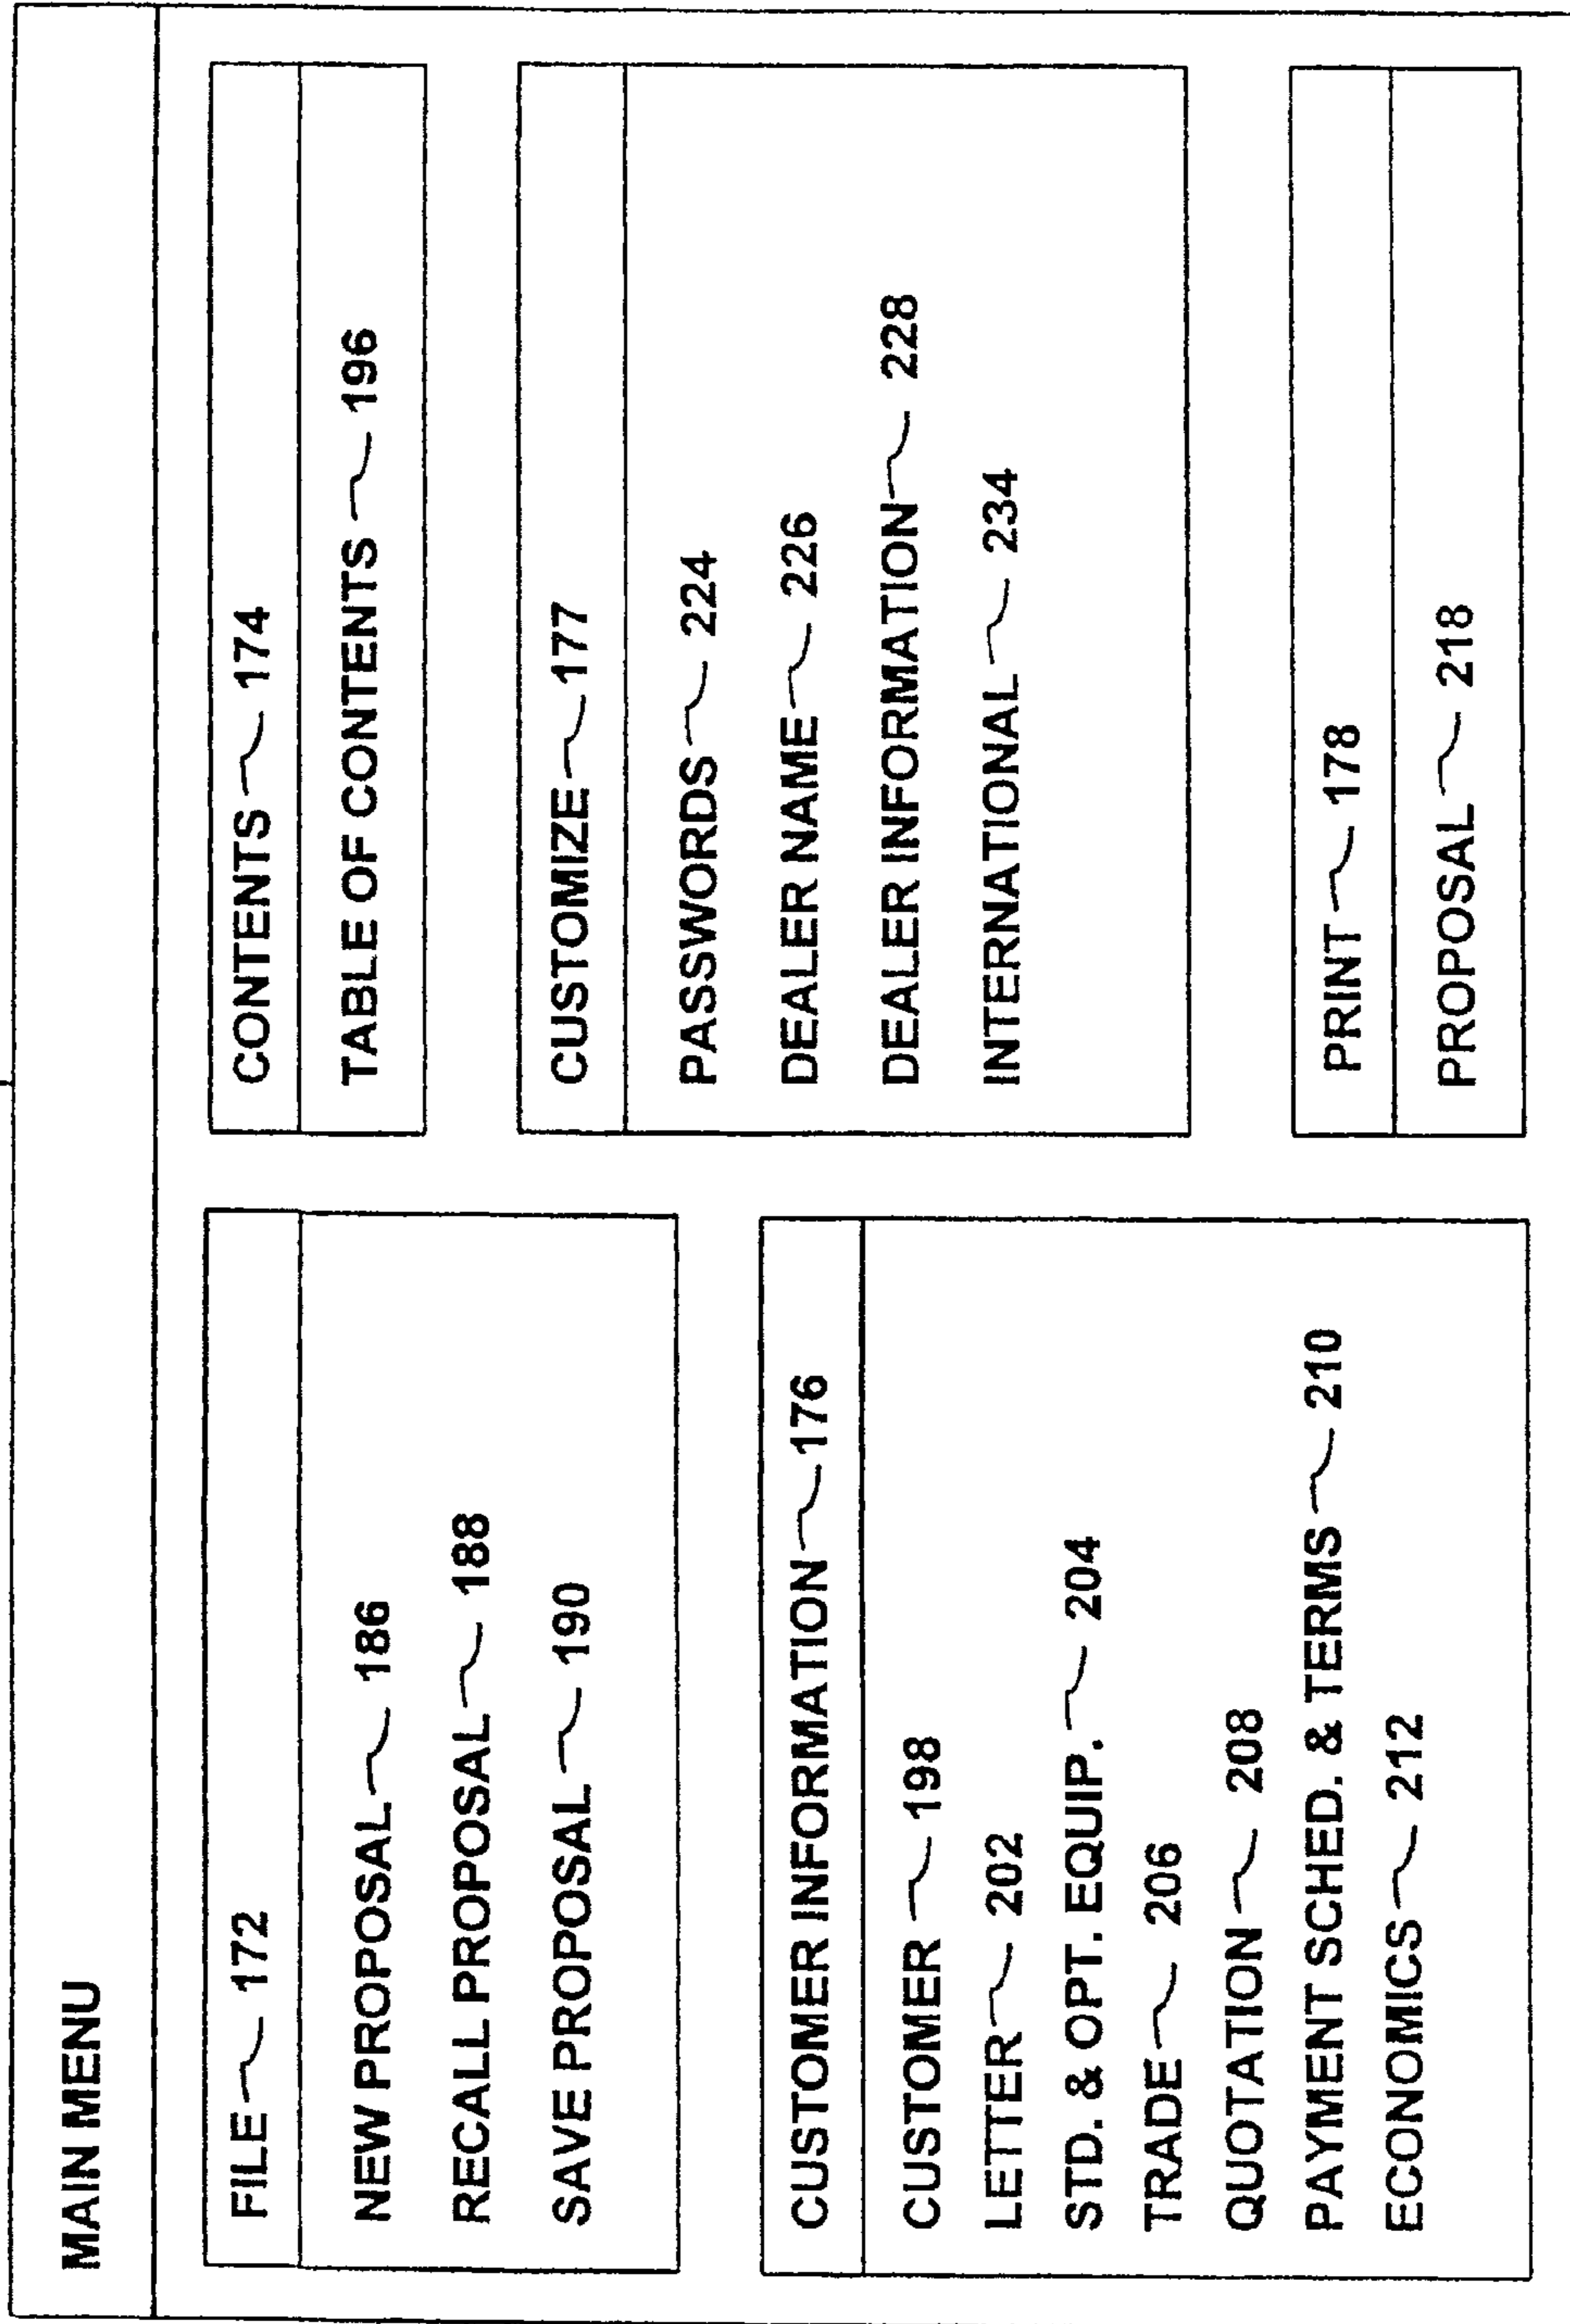 MAIN MENU
FILE 172
NEW PROPOSAL 186
RECALL PROPOSAL 188
SAVE PROPOSAL 190
CUSTOMER INFORMATION 176
CUSTOMER 198
LETTER 202
STD. & OPT. EQUIP. 204
TRADE 206
QUOTATION 208
PAYMENT SCHED. & TERMS 210
ECONOMICS 212
CONTENTS 174
TABLE OF CONTENTS 196
CUSTOMIZE 177
PASSWORDS 224
DEALER NAME 226
DEALER INFORMATION 228
INTERNATIONAL 234
PRINT 178
PROPOSAL 218